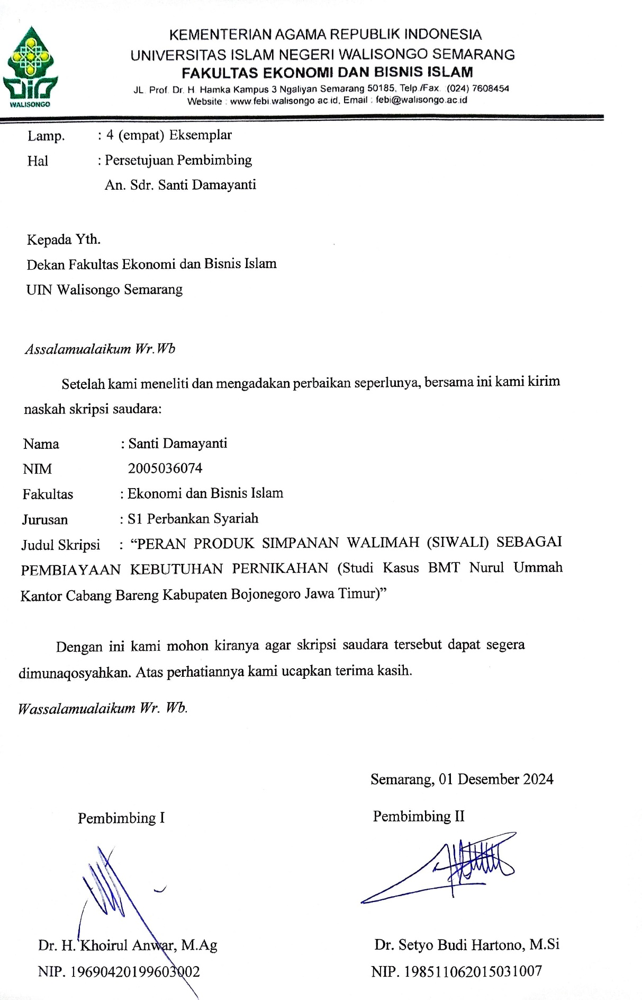 KEMENTERIAN AGAMA REPUBLIK INDONESIA
UNIVERSITAS ISLAM NEGERI WALISONGO SEMARANG
FAKULTAS EKONOMI DAN BISNIS ISLAM
JL. Prof. Dr. H. Hamka Kampus 3 Ngaliyan Semarang 50185, Telp./Fax. (024) 7608454
Website : www.febi.walisongo.ac.id, Email : febi@walisongo.ac.id
WALISONGO
Lamp. : 4 (empat) Eksemplar
Hal : Persetujuan Pembimbing
An. Sdr. Santi Damayanti
Kepada Yth.
Dekan Fakultas Ekonomi dan Bisnis Islam
UIN Walisongo Semarang
Assalamualaikum Wr. Wb
Setelah kami meneliti dan mengadakan perbaikan seperlunya, bersama ini kami kirim
naskah skripsi saudara:
Nama : Santi Damayanti
NIM 2005036074
Fakultas : Ekonomi dan Bisnis Islam
Jurusan : S1 Perbankan Syariah
Judul Skripsi : “PERAN PRODUK SIMPANAN WALIMAH (SIWALI) SEBAGAI
PEMBIAYAAN KEBUTUHAN PERNIKAHAN (Studi Kasus BMT Nurul Ummah
Kantor Cabang Bareng Kabupaten Bojonegoro Jawa Timur)”
Dengan ini kami mohon kiranya agar skripsi saudara tersebut dapat segera
dimunaqosyahkan. Atas perhatiannya kami ucapkan terima kasih.
Wassalamualaikum Wr. Wb.
Semarang, 01 Desember 2024
Pembimbing I Pembimbing II
Dr. H. Khoirul Anwar, M.Ag Dr. Setyo Budi Hartono, M.Si
NIP. 19690420199603002 NIP. 198511062015031007